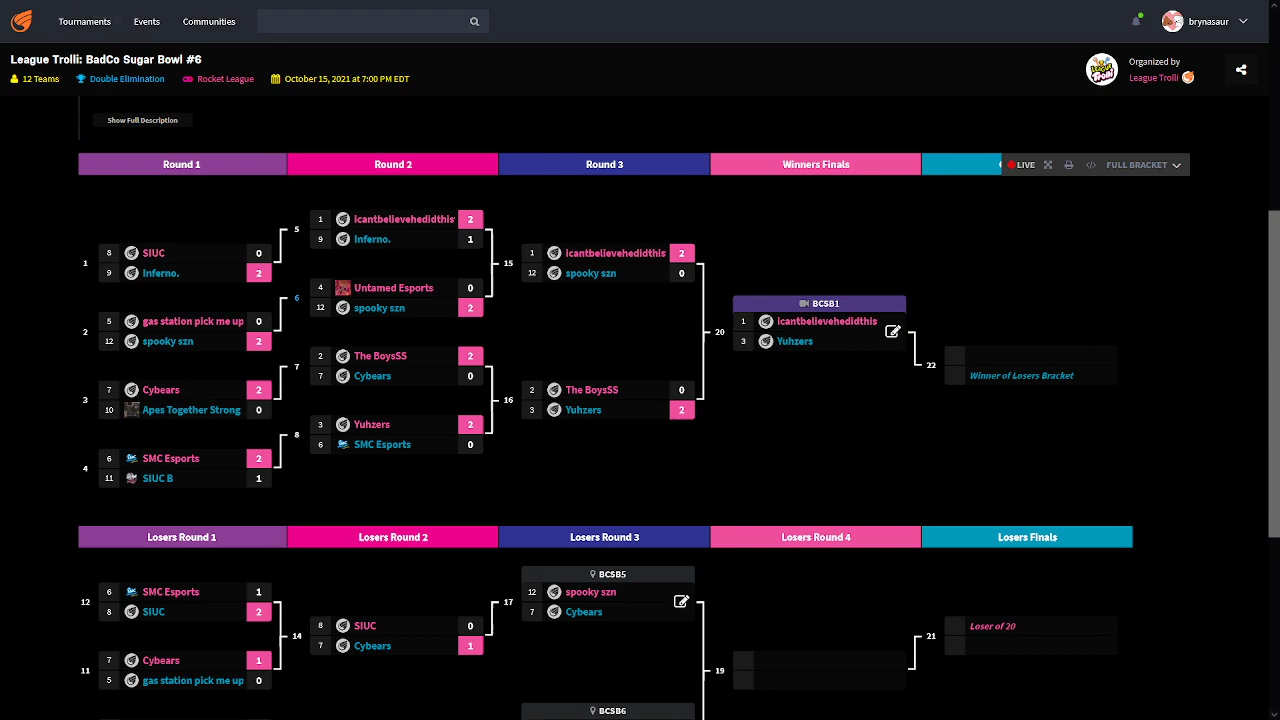 Tournaments Events Communities brynasaur
League Trolli: BadCo Sugar Bowl #6
12 Teams Double Elimination Rocket League October 15, 2021 at 7:00 PM EDT
Organized by
League Trolli
Show Full Description
Round 1 Round 2 Round 3 Winners Finals LIVE FULL BRACKET
1 icantbelievehedidthis 2
5
9 Inferno. 1
8 SIUC 0
1
9 Inferno. 2
15
1 icantbelievehedidthis 2
12 spooky szn 0
4 Untamed Esports 0
6
12 spooky szn 2
BCSB1
5 gas station pick me up 0
2
12 spooky szn 2
1 icantbelievehedidthis
20
3 Yuhzers
2 The BoysSS 2
7
7 Cybears 0
22
Winner of Losers Bracket
7 Cybears 2
3
10 Apes Together Strong 0
16
2 The BoysSS 0
3 Yuhzers 2
3 Yuhzers 2
8
6 SMC Esports 0
6 SMC Esports 2
4
11 SIUC B 1
Losers Round 1 Losers Round 2 Losers Round 3 Losers Round 4 Losers Finals
BCSB5
6 SMC Esports 1
12
8 SIUC 2
17
12 spooky szn
7 Cybears
8 SIUC 0
14
7 Cybears 1
21
Loser of 20
7 Cybears 1
11
5 gas station pick me up 0
19
BCSB6